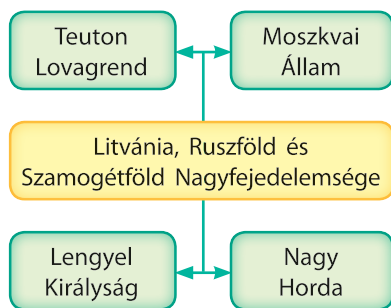 Teuton
Lovagrend
Moszkvai
Állam
Litvánia, Ruszföld és
Szamogétföld Nagyfejedelemsége
Lengyel
Királyság
Nagy
Horda